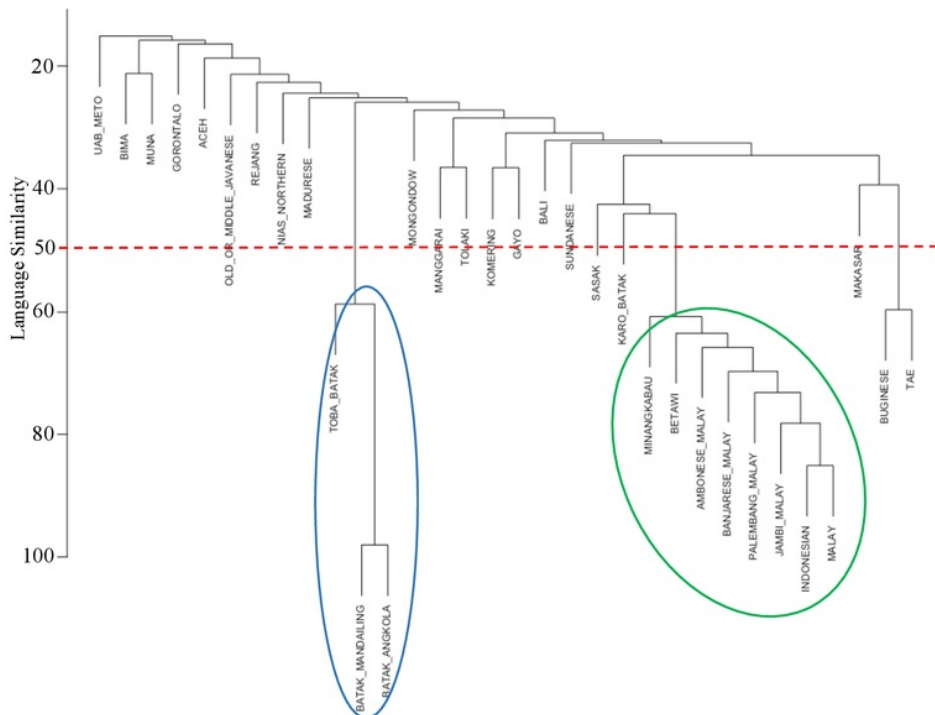 Language Similarity
20
40
50
60
80
100
UAB_METO
BIMA
MUNA
GORONTALO
ACEH
OLD_OR_MIDDLE_JAVANESE
REJANG
NIAS_NORTHERN
MADURESE
TOBA_BATAK
BATAK_MANDAILING
BATAK_ANGKOLA
MONGONDOW
MANGGARAI
TOLAKI
KOMERING
GAYO
BALI
SUNDANESE
SASAK
KARO_BATAK
MINANGKABAU
BETAWI
AMBONESE_MALAY
BANJARESE_MALAY
PALEMBANG_MALAY
JAMBI_MALAY
INDONESIAN
MALAY
MAKASAR
BUGINESE
TAE